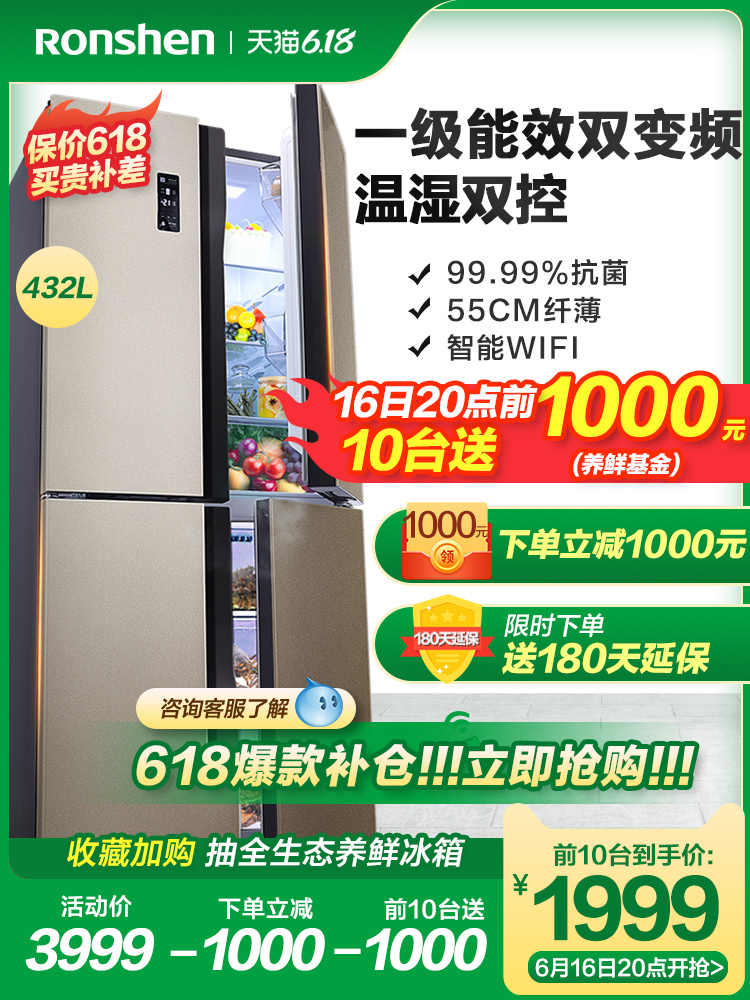 Ronshen | 天猫6.18
保价618
买贵补差
432L
一级能效双变频
温湿双控
99.99%抗菌
55CM纤薄
智能WIFI
16日20点前
10台送
1000元
(养鲜基金)
1000元
领
下单立减1000元
180天延保
限时下单
送180天延保
咨询客服了解
618爆款补仓!!!立即抢购!!!
收藏加购 抽全生态养鲜冰箱
活动价
3999
下单立减
-1000
前10台送
-1000
前10台到手价:
¥1999
6月16日20点开抢>